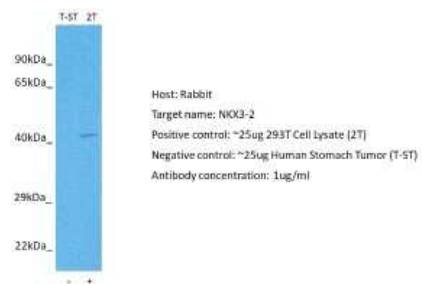 T-ST 2T
90kDa_
65kDa_
40kDa_
29kDa_
22kDa_
- +
Host: Rabbit
Target name: NKX3-2
Positive control: ~25ug 293T Cell Lysate (2T)
Negative control: ~25ug Human Stomach Tumor (T-ST)
Antibody concentration: 1ug/ml